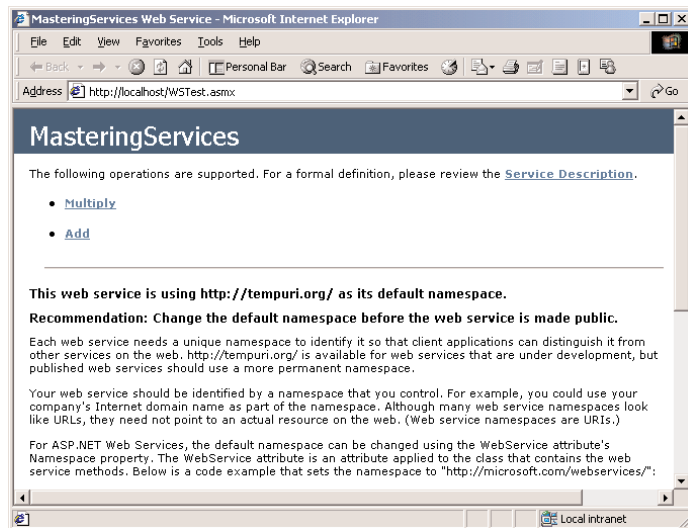 MasteringServices Web Service - Microsoft Internet Explorer
File Edit View Favorites Tools Help
Back Personal Bar Search Favorites
Address http://localhost/WSTest.asmx Go
MasteringServices
The following operations are supported. For a formal definition, please review the Service Description.
• Multiply
• Add
This web service is using http://tempuri.org/ as its default namespace.
Recommendation: Change the default namespace before the web service is made public.
Each web service needs a unique namespace to identify it so that client applications can distinguish it from
other services on the web. http://tempuri.org/ is available for web services that are under development, but
published web services should use a more permanent namespace.
Your web service should be identified by a namespace that you control. For example, you could use your
company's Internet domain name as part of the namespace. Although many web service namespaces look
like URLs, they need not point to an actual resource on the web. (Web service namespaces are URIs.)
For ASP.NET Web Services, the default namespace can be changed using the WebService attribute's
Namespace property. The WebService attribute is an attribute applied to the class that contains the web
service methods. Below is a code example that sets the namespace to "http://microsoft.com/webservices/":
Local intranet